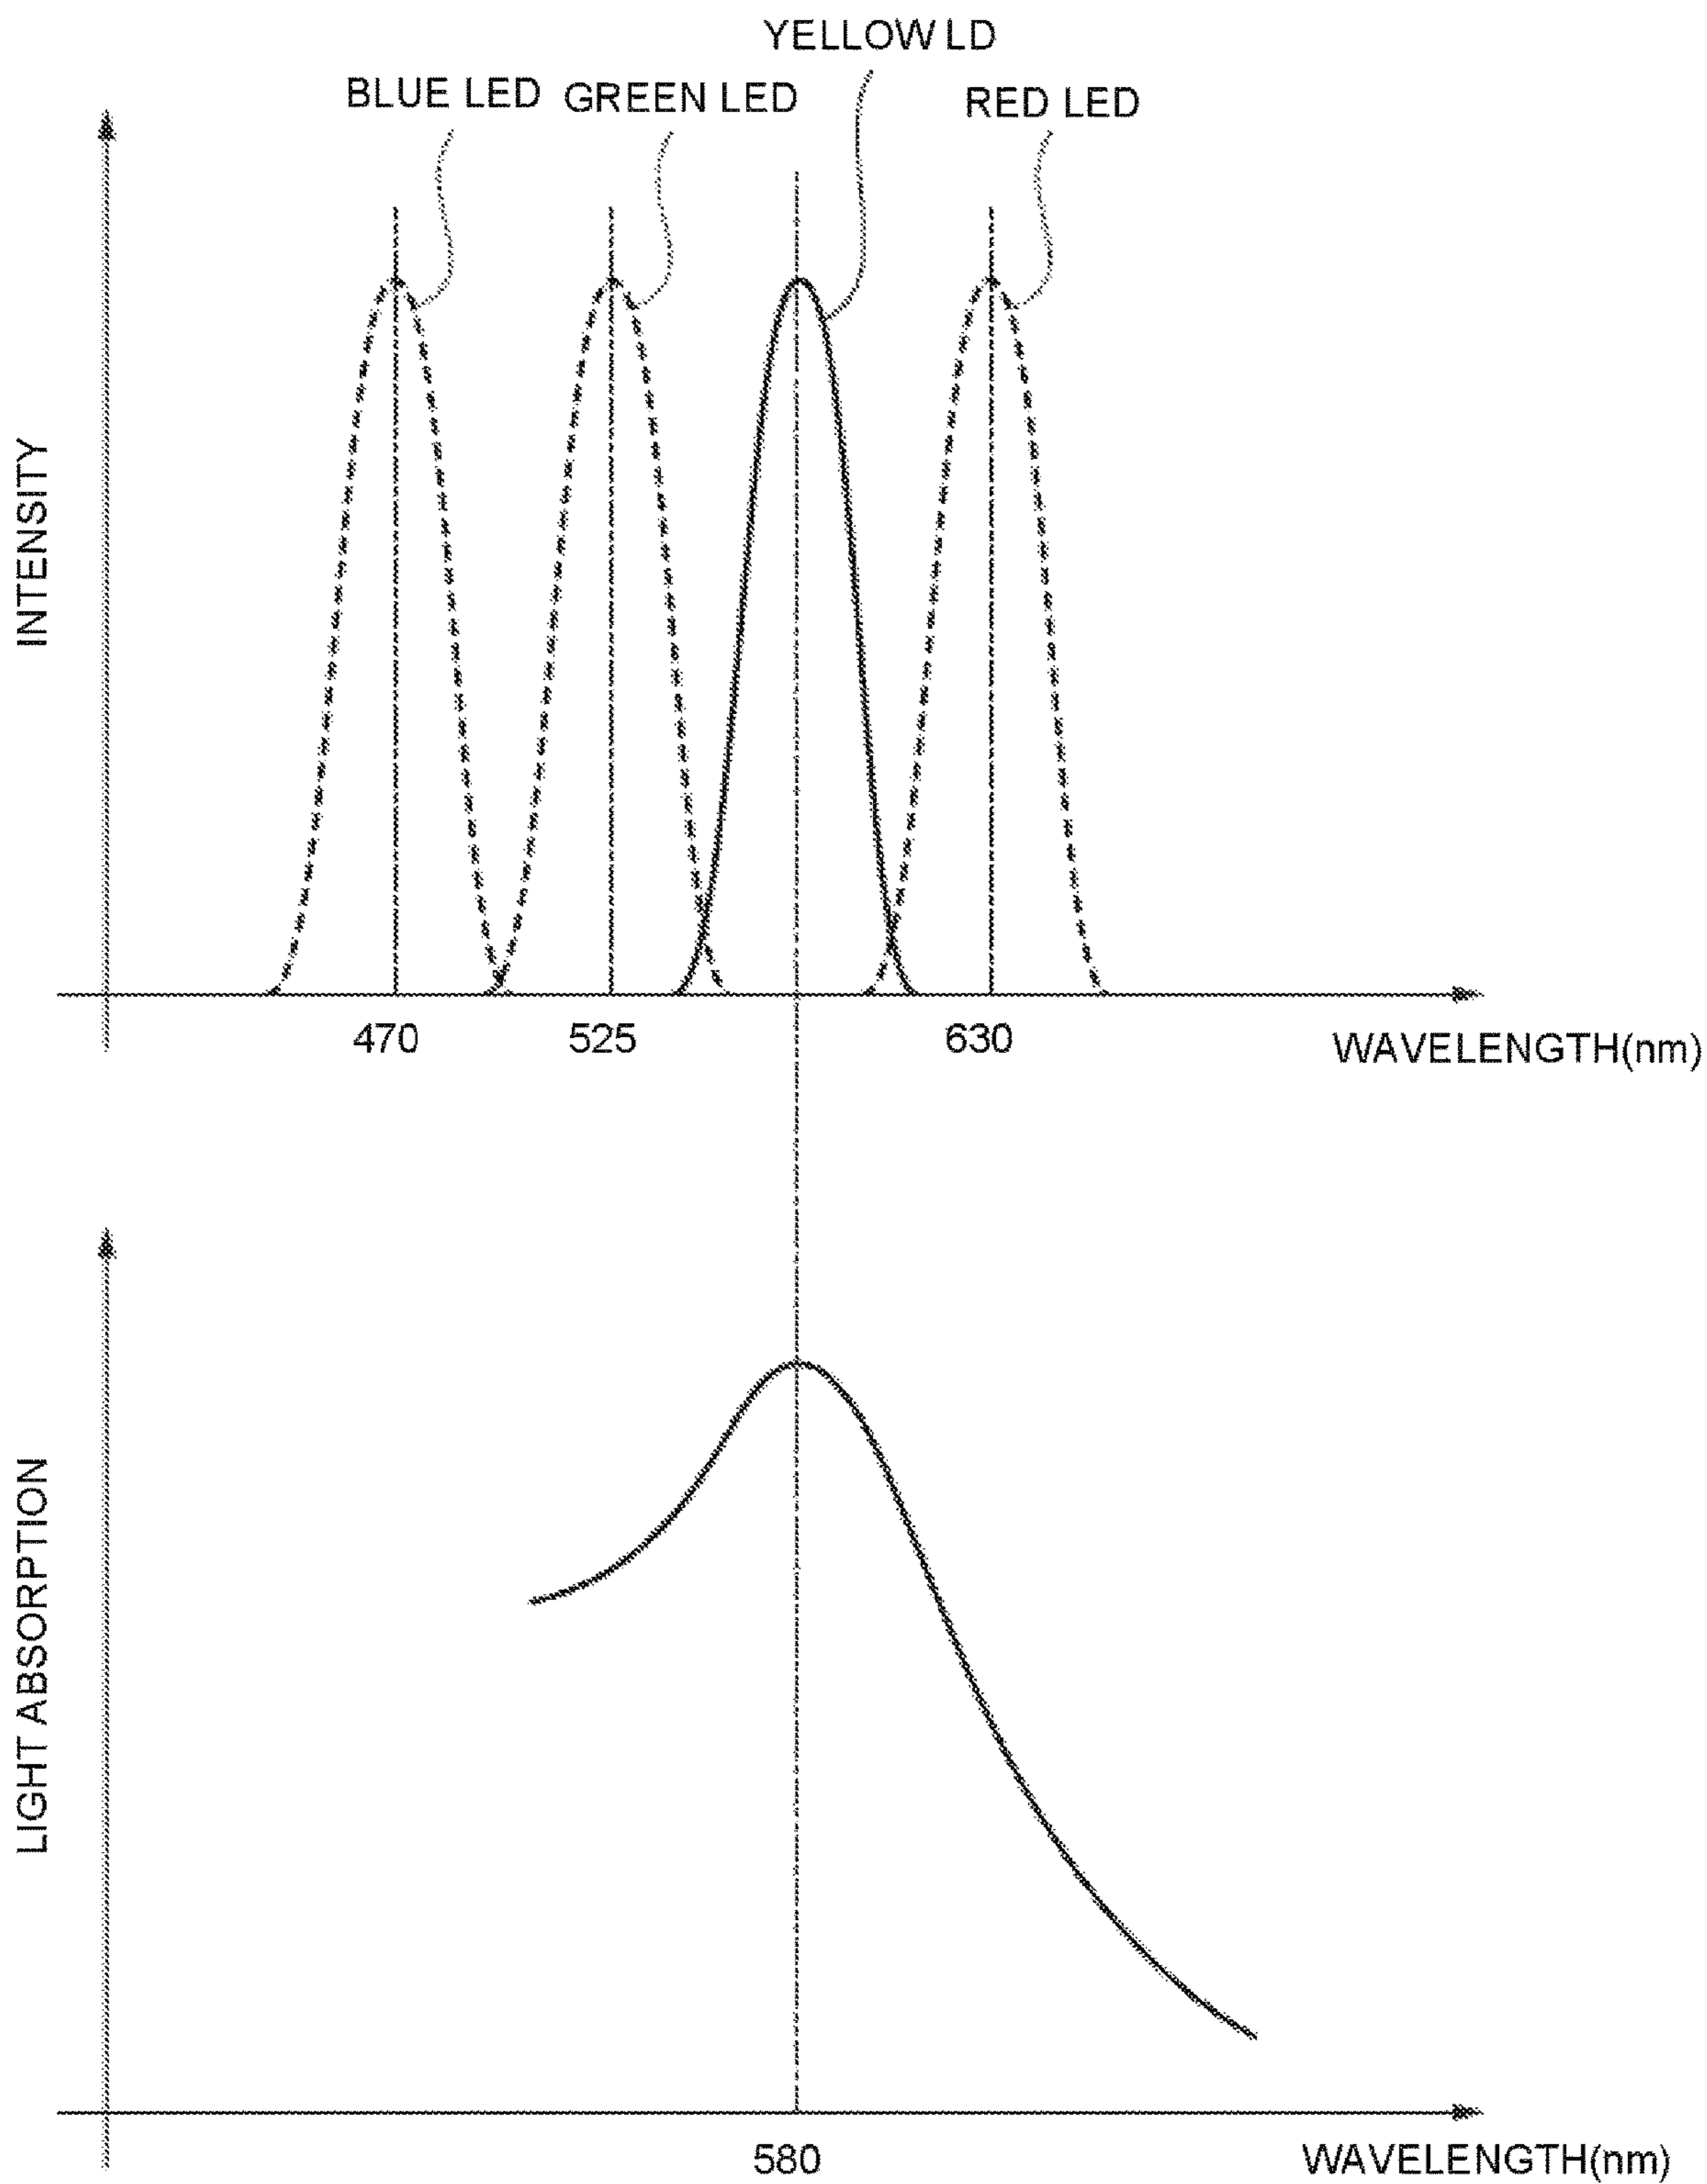 YELLOW LD
BLUE LED
GREEN LED
RED LED
INTENSITY
470
525
630
WAVELENGTH(nm)
LIGHT ABSORPTION
580
WAVELENGTH(nm)